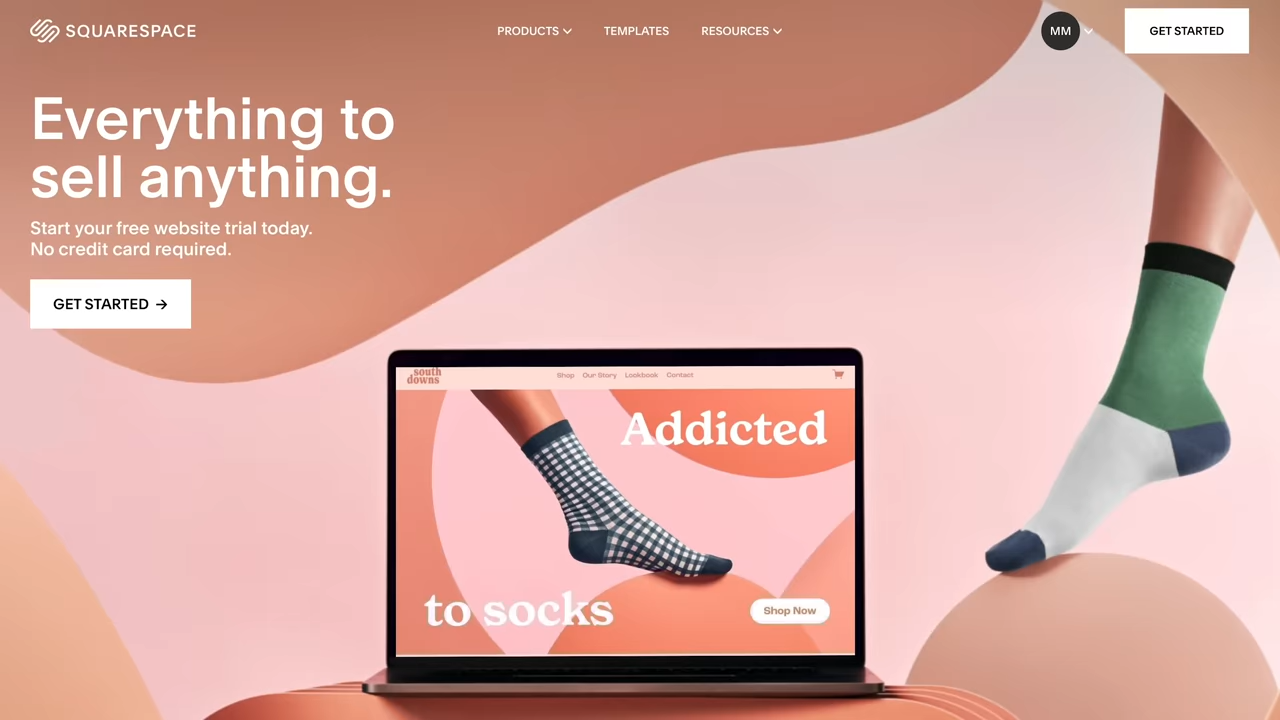 SQUARESPACE
PRODUCTS
TEMPLATES
RESOURCES
MM
GET STARTED
Everything to
sell anything.
Start your free website trial today.
No credit card required.
GET STARTED →
south
downs
Shop
Our Story
Lookbook
Contact
Addicted
to socks
Shop Now